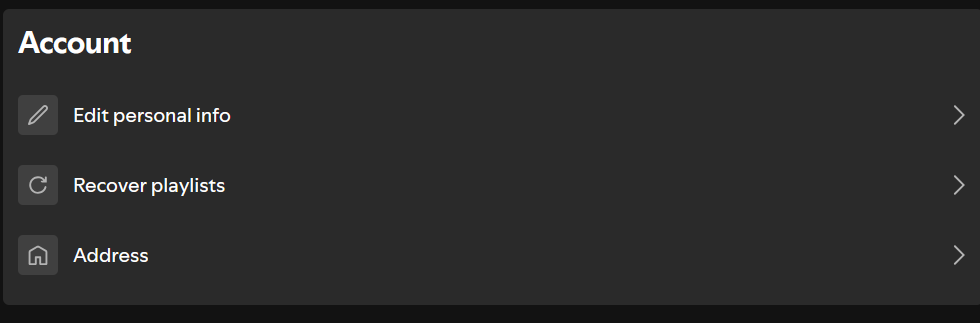 Account
Edit personal info
Recover playlists
Address